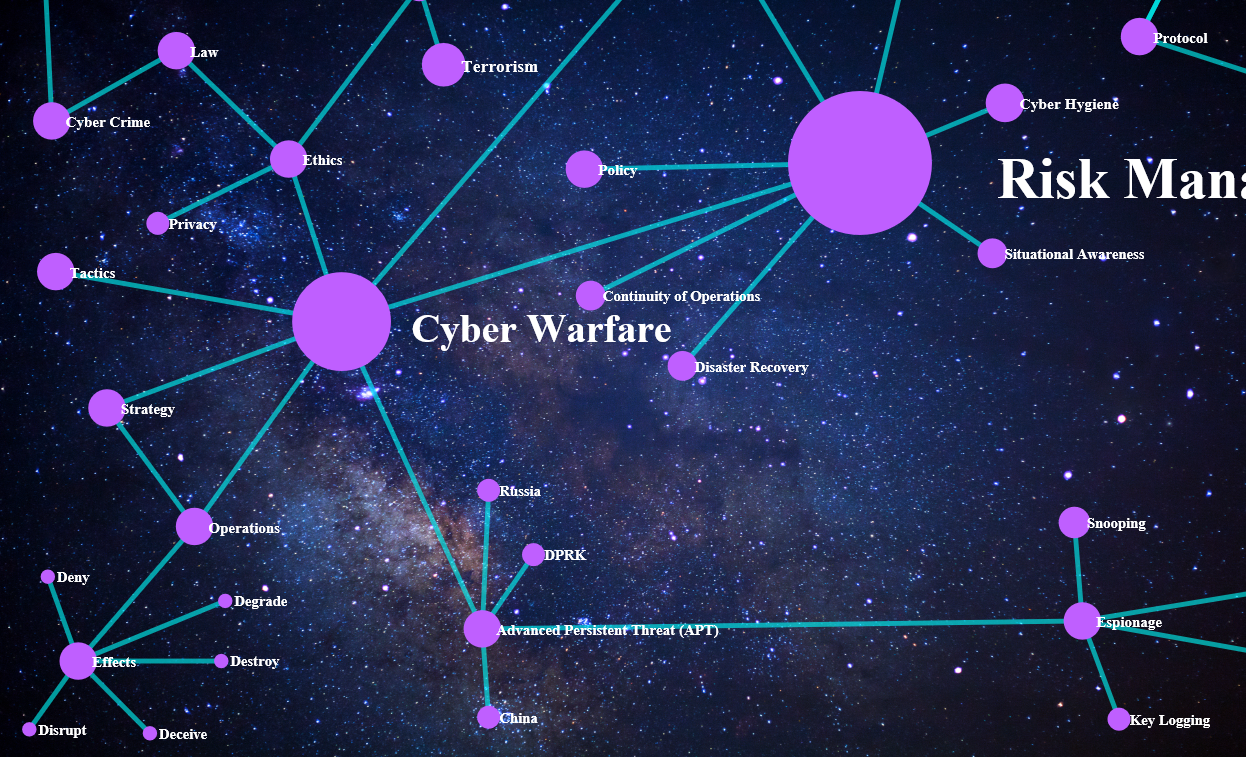 Protocol
Law
Terrorism
Cyber Hygiene
Cyber Crime
Ethics
Policy
Risk Mana
Privacy
Situational Awareness
Tactics
Continuity of Operations
Cyber Warfare
Disaster Recovery
Strategy
Russia
Snooping
Operations
DPRK
Deny
Degrade
Espionage
Advanced Persistent Threat (APT)
Effects
Destroy
China
Key Logging
Disrupt
Deceive